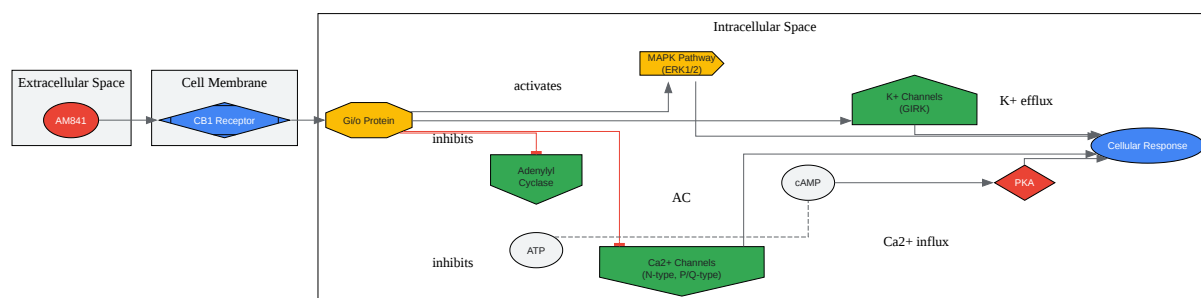 Intracellular Space
Extracellular Space
Cell Membrane
MAPK Pathway
(ERK1/2)
activates
K+ Channels
(GIRK)
K+ efflux
AM841
CB1 Receptor
Gi/o Protein
inhibits
Cellular Response
Adenylyl
Cyclase
cAMP
PKA
AC
ATP
Ca2+ influx
inhibits
Ca2+ Channels
(N-type, P/Q-type)